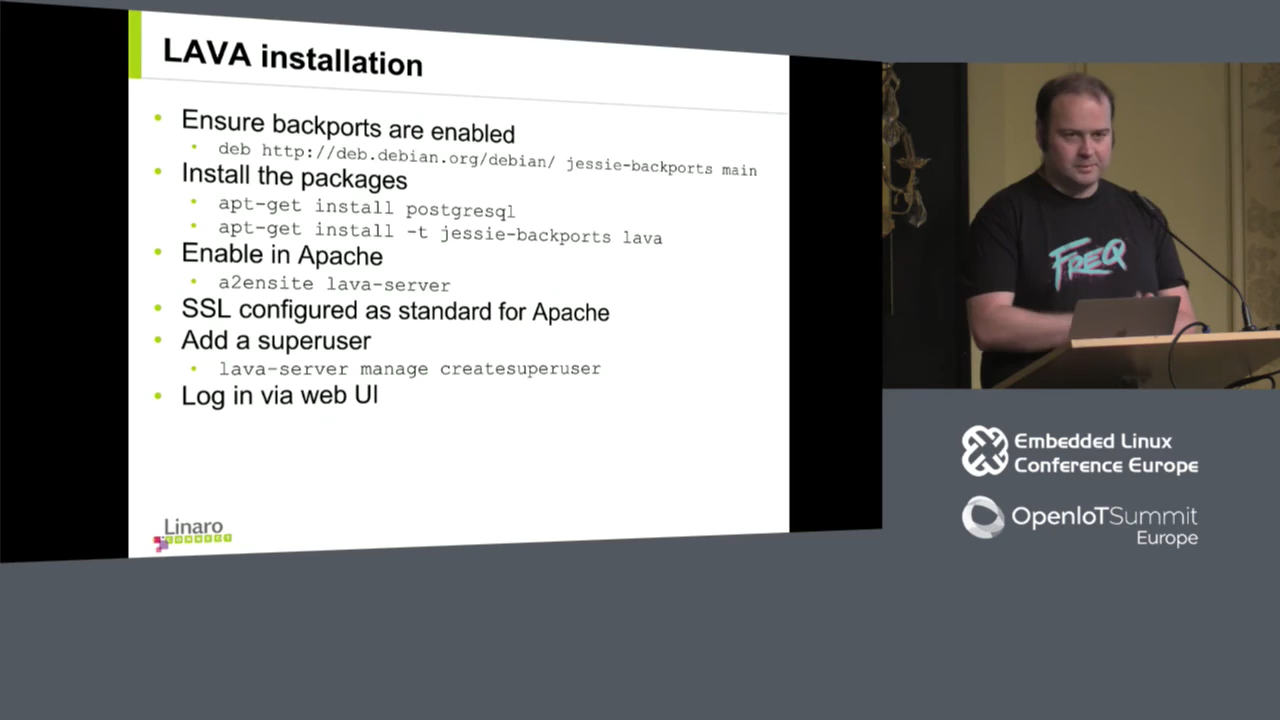 LAVA installation
Ensure backports are enabled
deb http://deb.debian.org/debian/ jessie-backports main
Install the packages
apt-get install postgresql
apt-get install -t jessie-backports lava
Enable in Apache
a2ensite lava-server
SSL configured as standard for Apache
Add a superuser
lava-server manage createsuperuser
Log in via web UI
Linaro
CONNECT
FREQ
Embedded Linux
Conference Europe
OpenIoTSummit
Europe